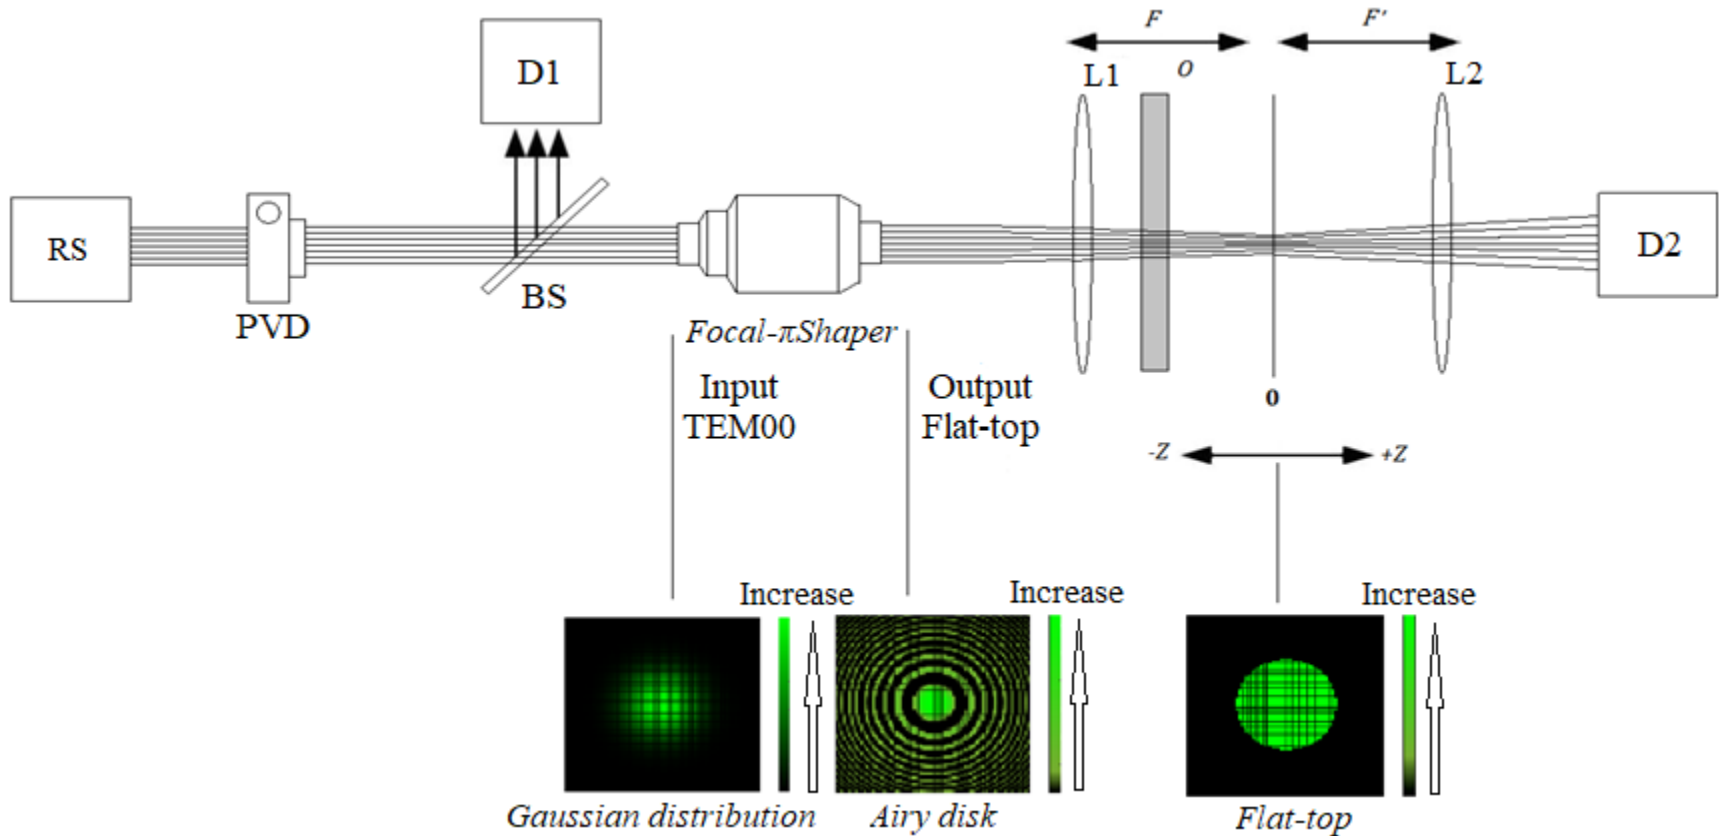 D1
F
F'
L1
O
L2
RS
PVD
BS
Focal-πShaper
D2
Input
TEM00
Output
Flat-top
0
-Z
+Z
Increase
Increase
Increase
Gaussian distribution
Airy disk
Flat-top